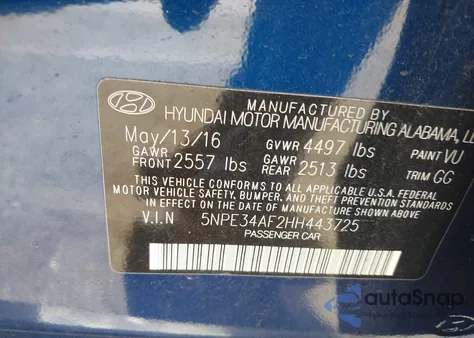 MANUFACTURED BY
HYUNDAI MOTOR MANUFACTURING ALABAMA, LL
May/13/16 GVWR 4497 lbs PAINT VU
GAWR FRONT 2557 lbs GAWR REAR 2513 lbs TRIM GG
THIS VEHICLE CONFORMS TO ALL APPLICABLE U.S.A. FEDERAL
MOTOR VEHICLE SAFETY, BUMPER, AND THEFT PREVENTION STANDARDS
IN EFFECT ON THE DATE OF MANUFACTURE SHOWN ABOVE.
V.I.N 5NPE34AF2HH443725
PASSENGER CAR
autoSnap